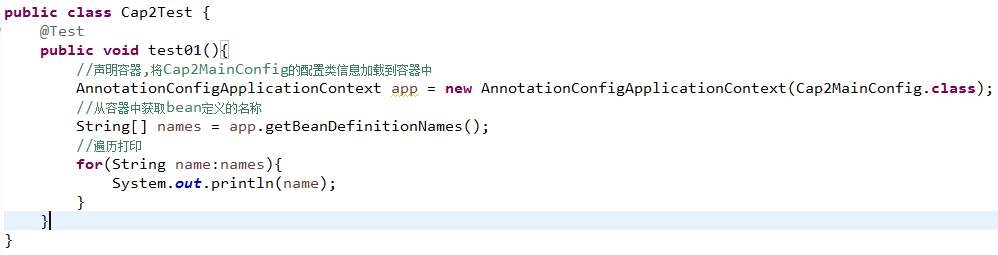 public class Cap2Test {
    @Test
    public void test01(){
        //声明容器,将Cap2MainConfig的配置类信息加载到容器中
        AnnotationConfigApplicationContext app = new AnnotationConfigApplicationContext(Cap2MainConfig.class);
        //从容器中获取bean定义的名称
        String[] names = app.getBeanDefinitionNames();
        //遍历打印
        for(String name:names){
            System.out.println(name);
        }
    }
}